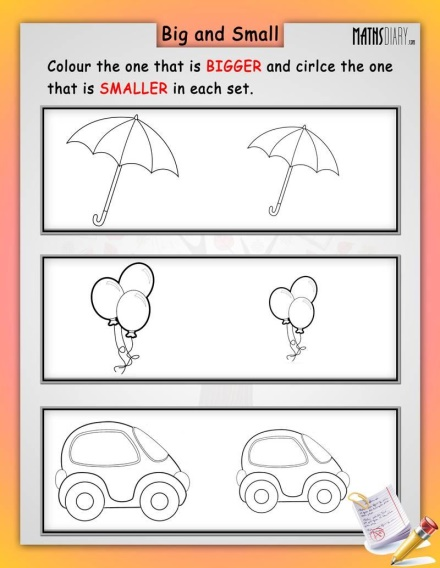 Big and Small
MATHSDIARY.com
Colour the one that is BIGGER and cirlce the one
that is SMALLER in each set.